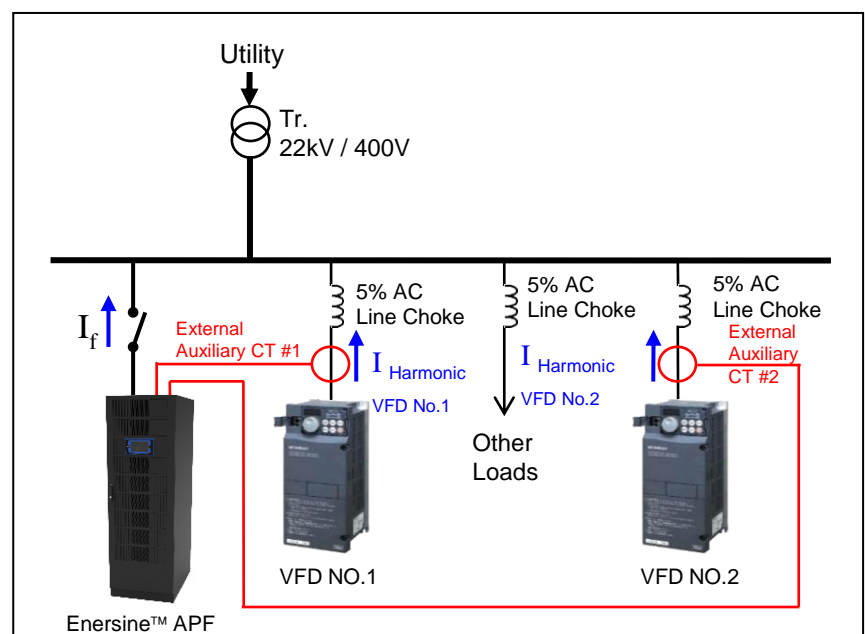 Utility
Tr.
22kV / 400V
5% AC
Line Choke
5% AC
Line Choke
5% AC
Line Choke
If
External
Auxiliary CT #1
I Harmonic
VFD No.1
I Harmonic
VFD No.2
External
Auxiliary
CT #2
Other
Loads
VFD NO.1
VFD NO.2
Enersine™ APF